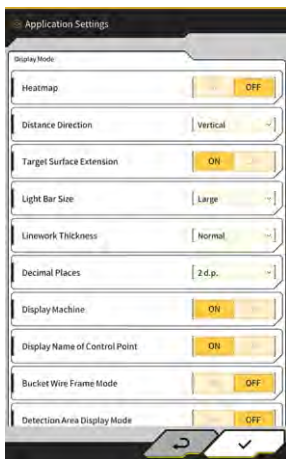 Application Settings
Display Mode
Heatmap OFF
Distance Direction Vertical
Target Surface Extension ON
Light Bar Size Large
Linework Thickness Normal
Decimal Places 2 d.p.
Display Machine ON
Display Name of Control Point ON
Bucket Wire Frame Mode OFF
Detection Area Display Mode OFF